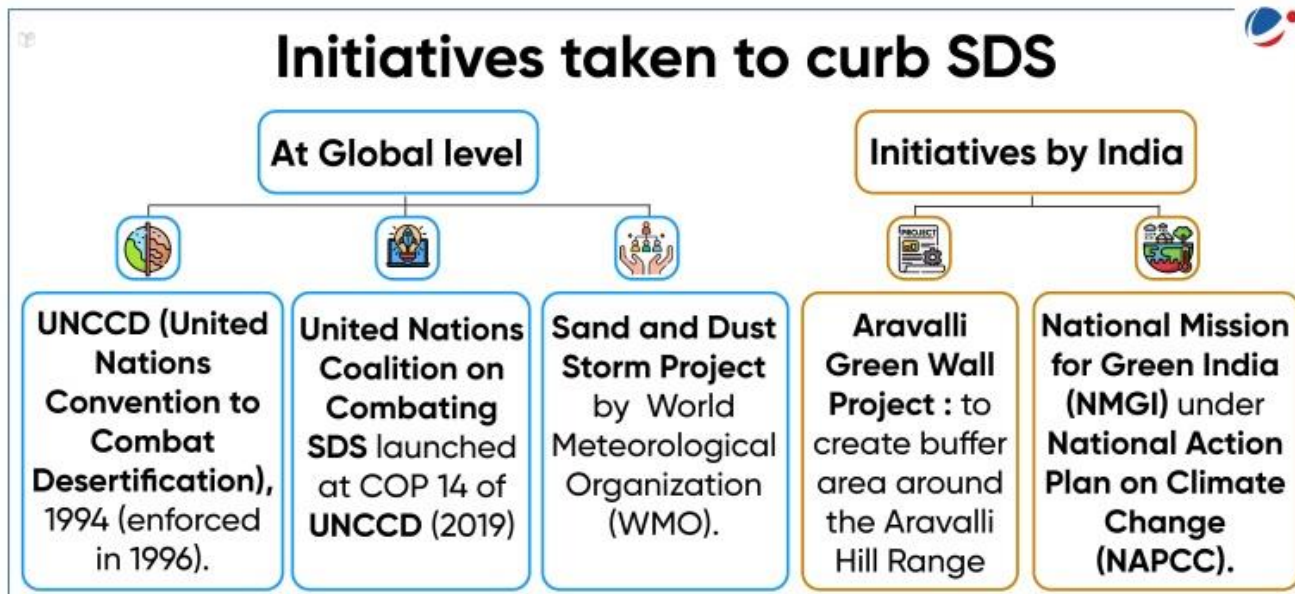 Initiatives taken to curb SDS
At Global level
UNCCD (United
Nations
Convention to
Combat
Desertification),
1994 (enforced
in 1996).
United Nations
Coalition on
Combating
SDS launched
at COP 14 of
UNCCD (2019)
Sand and Dust
Storm Project
by World
Meteorological
Organization
(WMO).
Initiatives by India
PROJECT
Aravalli
Green Wall
Project : to
create buffer
area around
the Aravalli
Hill Range
National Mission
for Green India
(NMGI) under
National Action
Plan on Climate
Change
(NAPCC).